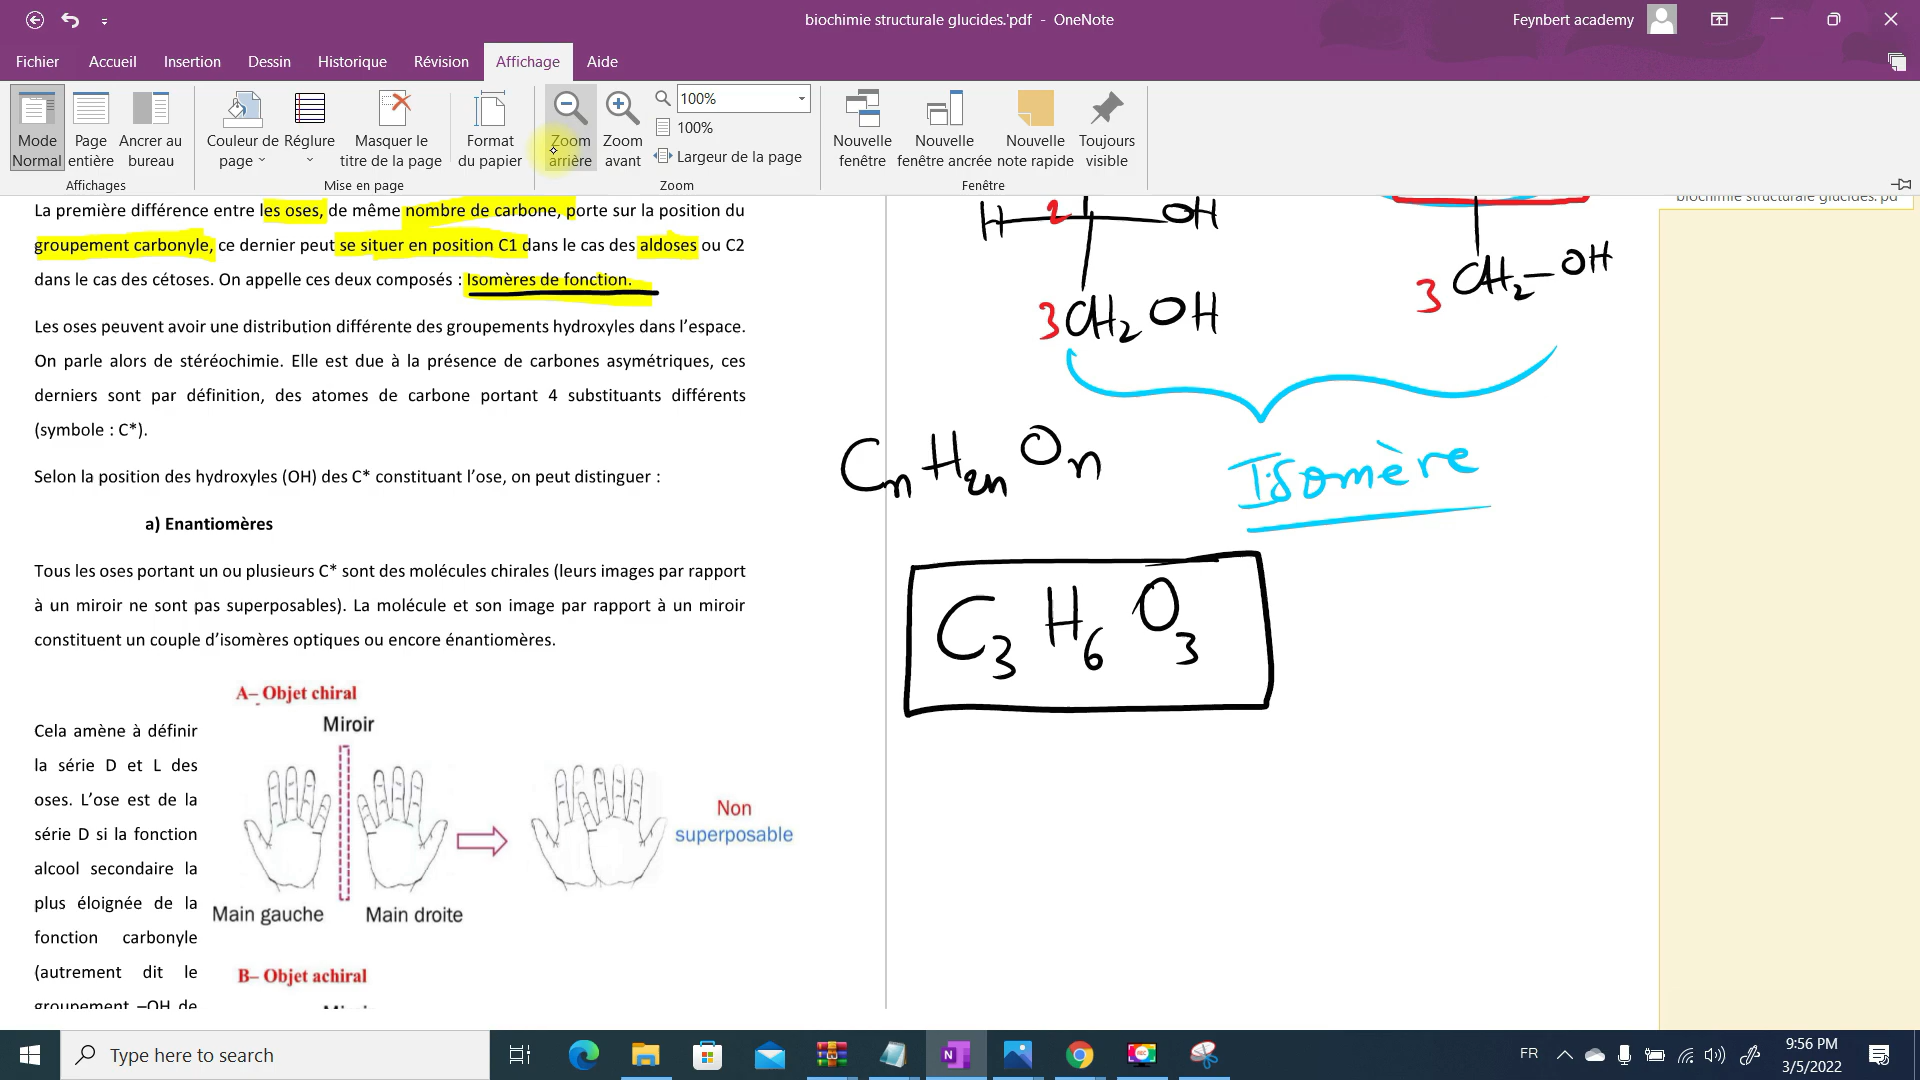 biochimie structurale glucides.'pdf - OneNote
Feynbert academy
Fichier Accueil Insertion Dessin Historique Révision Affichage Aide
Mode Normal
Page entière
Ancrer au bureau
Affichages
Couleur de page
Réglure
Masquer le titre de la page
Format du papier
Mise en page
Zoom arrière
Zoom avant
100%
100%
Largeur de la page
Zoom
Nouvelle fenêtre
Nouvelle fenêtre ancrée
Nouvelle note rapide
Toujours visible
Fenêtre
La première différence entre les oses, de même nombre de carbone, porte sur la position du
groupement carbonyle, ce dernier peut se situer en position C1 dans le cas des aldoses ou C2
dans le cas des cétoses. On appelle ces deux composés : Isomères de fonction.
Les oses peuvent avoir une distribution différente des groupements hydroxyles dans l'espace.
On parle alors de stéréochimie. Elle est due à la présence de carbones asymétriques, ces
derniers sont par définition, des atomes de carbone portant 4 substituants différents
(symbole : C*).
Selon la position des hydroxyles (OH) des C* constituant l'ose, on peut distinguer :
a) Enantiomères
Tous les oses portant un ou plusieurs C* sont des molécules chirales (leurs images par rapport
à un miroir ne sont pas superposables). La molécule et son image par rapport à un miroir
constituent un couple d'isomères optiques ou encore énantiomères.
Cela amène à définir
la série D et L des
oses. L'ose est de la
série D si la fonction
alcool secondaire la
plus éloignée de la
fonction carbonyle
(autrement dit le
groupement –OH de
A– Objet chiral
Miroir
Main gauche Main droite
Non
superposable
B– Objet achiral
Miroir
H 2 OH
3 CH2OH
3 CH2–OH
CnH2nOn
Isomère
C3 H6 O3
biochimie structurale glucides.'pd
Type here to search
FR
9:56 PM
3/5/2022